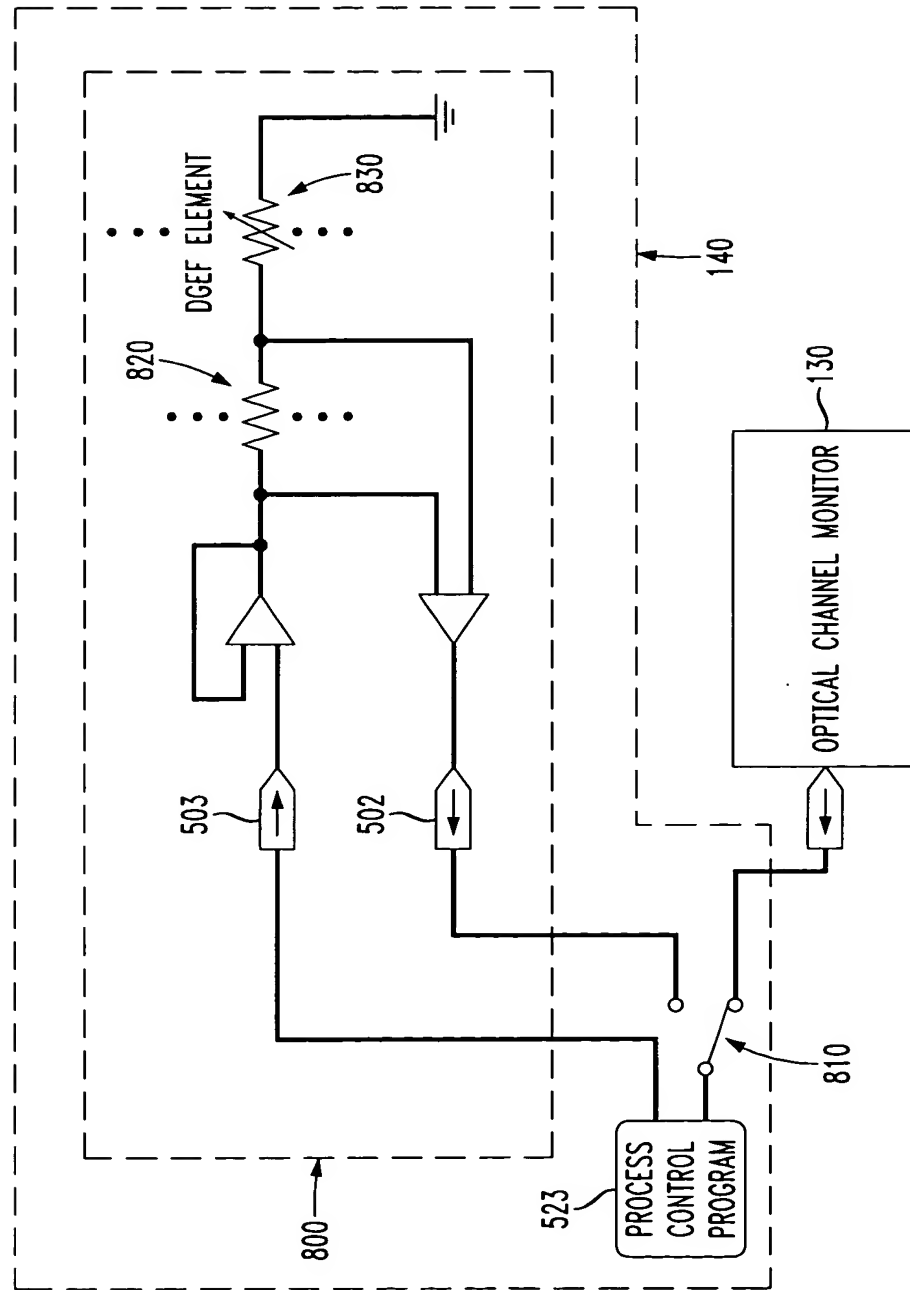 DGEF ELEMENT
830
820
140
503
502
130
OPTICAL CHANNEL MONITOR
800
810
523
PROCESS
CONTROL
PROGRAM